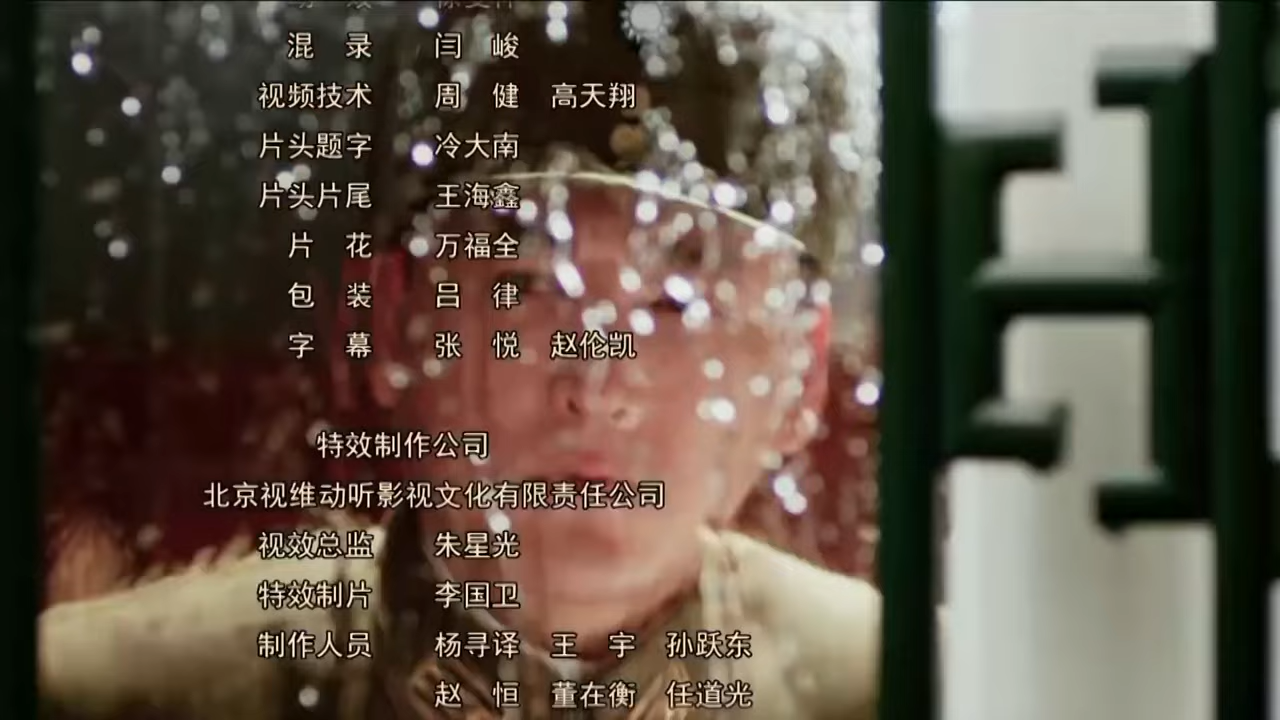 混 录 闫 峻
视频技术 周 健 高天翔
片头题字 冷大南
片头片尾 王海鑫
片 花 万福全
包 装 吕 律
字 幕 张 悦 赵伦凯
特效制作公司
北京视维动听影视文化有限责任公司
视效总监 朱星光
特效制片 李国卫
制作人员 杨寻译 王 宇 孙跃东
赵 恒 董在衡 任道光